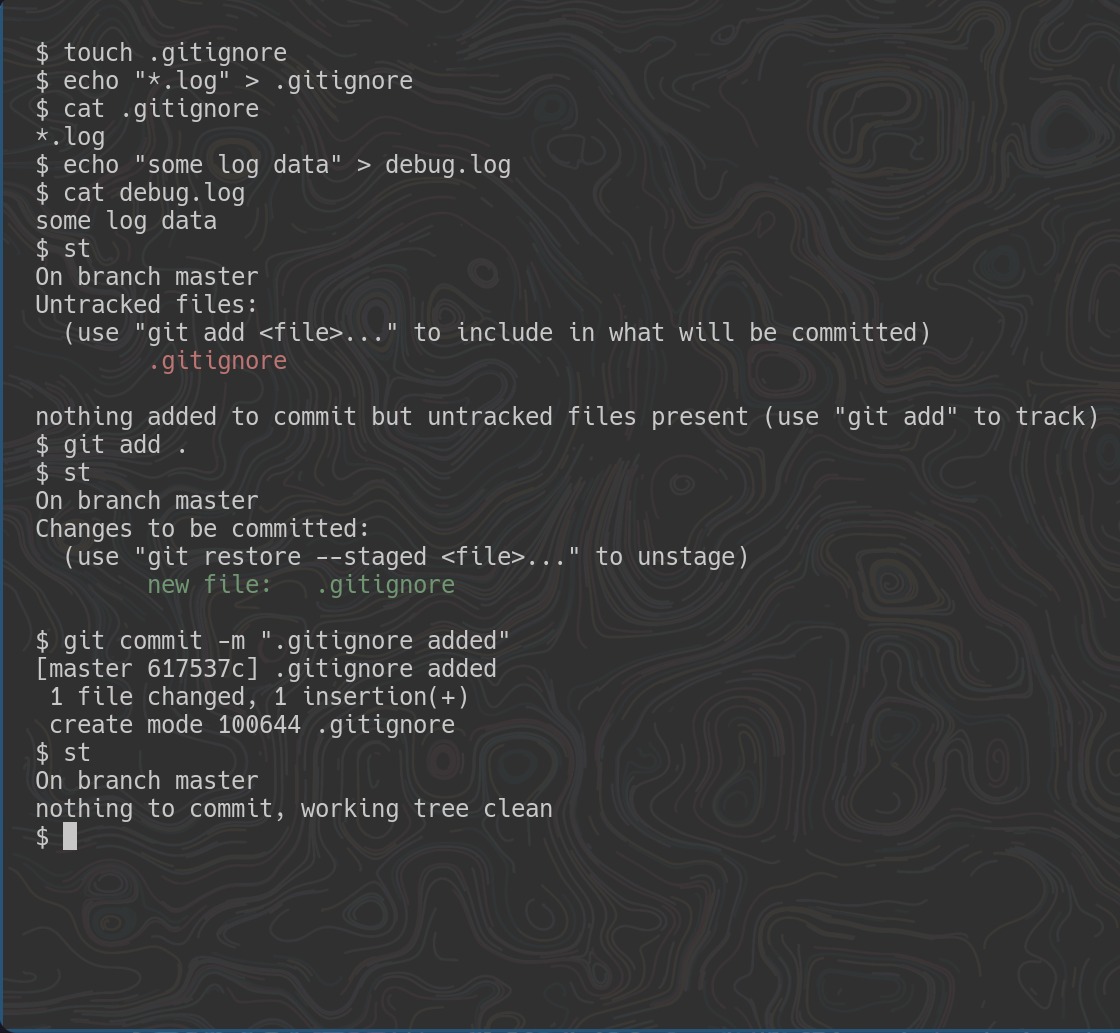 $ touch .gitignore
$ echo "*.log" > .gitignore
$ cat .gitignore
*.log
$ echo "some log data" > debug.log
$ cat debug.log
some log data
$ st
On branch master
Untracked files:
  (use "git add <file>..." to include in what will be committed)
        .gitignore

nothing added to commit but untracked files present (use "git add" to track)
$ git add .
$ st
On branch master
Changes to be committed:
  (use "git restore --staged <file>..." to unstage)
        new file:   .gitignore

$ git commit -m ".gitignore added"
[master 617537c] .gitignore added
 1 file changed, 1 insertion(+)
 create mode 100644 .gitignore
$ st
On branch master
nothing to commit, working tree clean
$